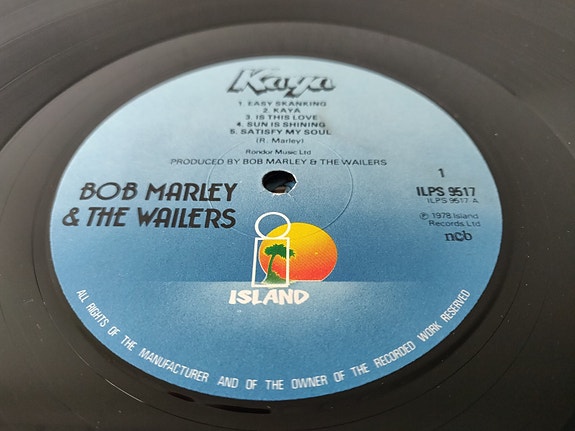 Kaya
1. EASY SKANKING
2. KAYA
3. IS THIS LOVE
4. SUN IS SHINING
5. SATISFY MY SOUL
(R. Marley)
Rondor Music Ltd
PRODUCED BY BOB MARLEY & THE WAILERS
BOB MARLEY
& THE WAILERS
1
ILPS 9517
ILPS 9517 A
℗ 1978 Island
Records Ltd
ncb
ISLAND
ALL RIGHTS OF THE MANUFACTURER AND OF THE OWNER OF THE RECORDED WORK RESERVED